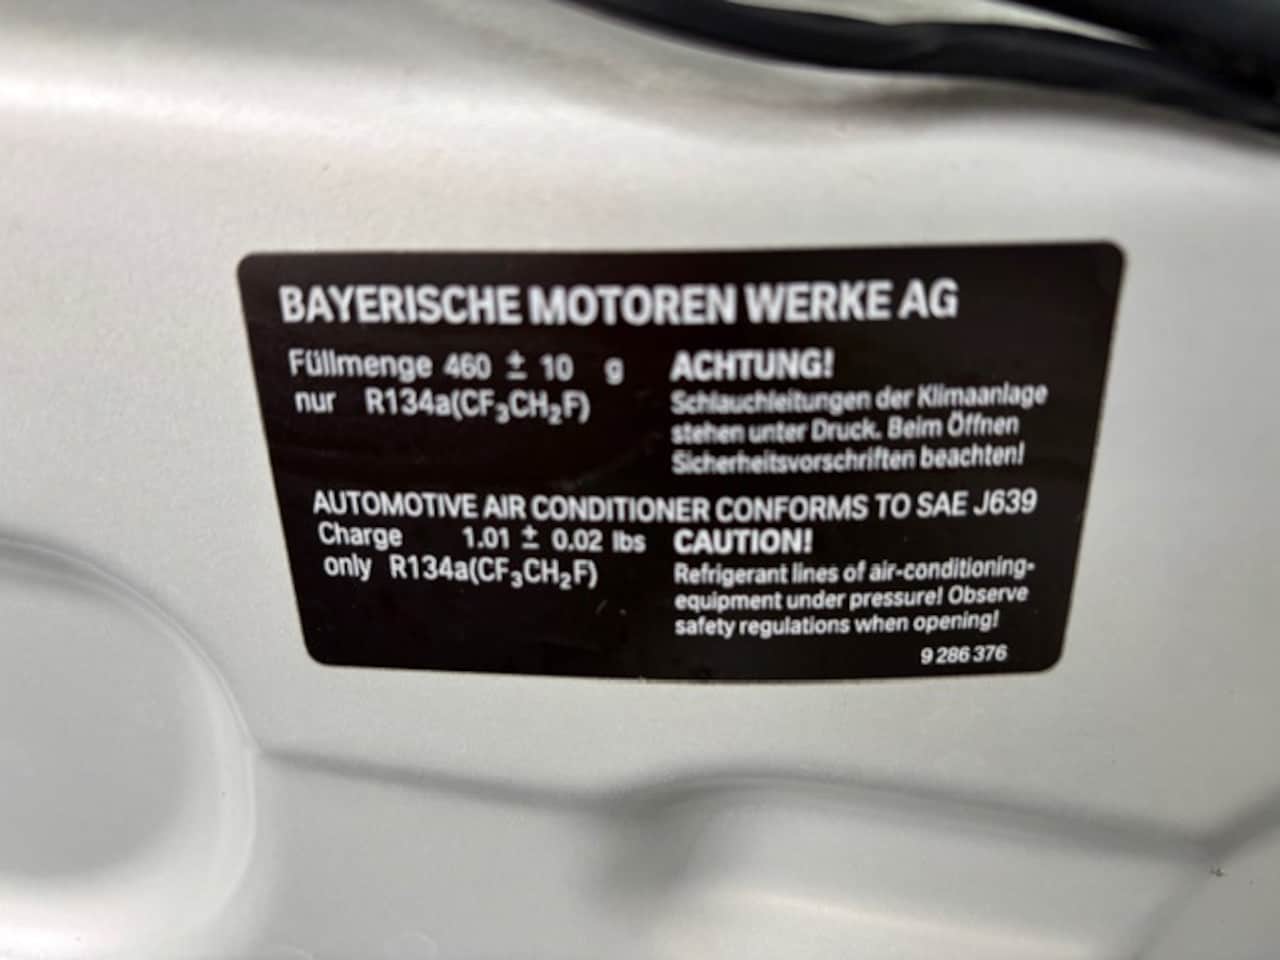 BAYERISCHE MOTOREN WERKE AG
Füllmenge 460 ± 10 g
nur R134a(CF₃CH₂F)
ACHTUNG!
Schlauchleitungen der Klimaanlage
stehen unter Druck. Beim Öffnen
Sicherheitsvorschriften beachten!
AUTOMOTIVE AIR CONDITIONER CONFORMS TO SAE J639
Charge 1.01 ± 0.02 lbs
only R134a(CF₃CH₂F)
CAUTION!
Refrigerant lines of air-conditioning-
equipment under pressure! Observe
safety regulations when opening!
9 286 376